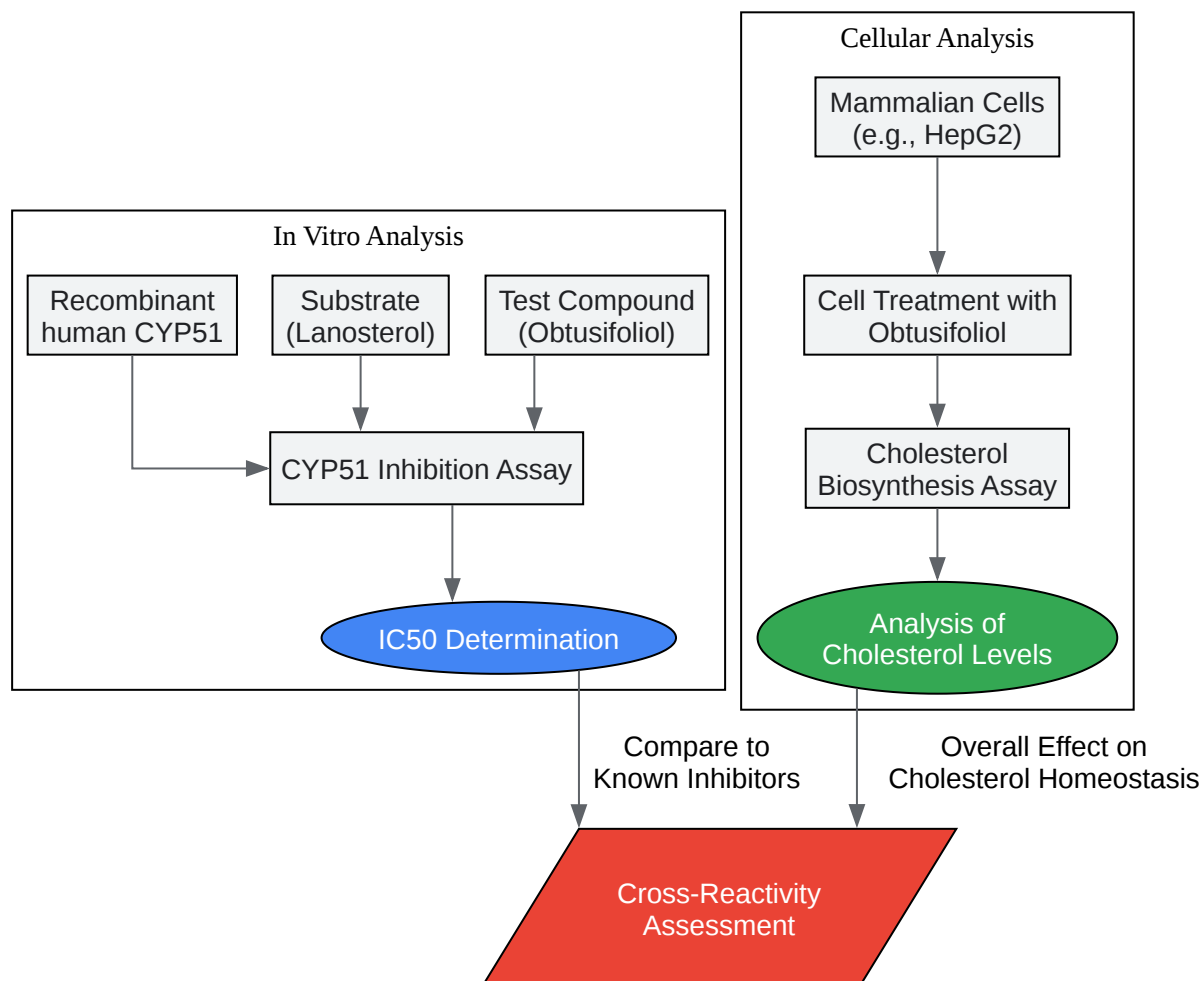 Cellular Analysis
Mammalian Cells
(e.g., HepG2)
Cell Treatment with
Obtusifoliol
Cholesterol
Biosynthesis Assay
Analysis of
Cholesterol Levels
In Vitro Analysis
Recombinant
human CYP51
Substrate
(Lanosterol)
Test Compound
(Obtusifoliol)
CYP51 Inhibition Assay
IC50 Determination
Compare to
Known Inhibitors
Overall Effect on
Cholesterol Homeostasis
Cross-Reactivity
Assessment